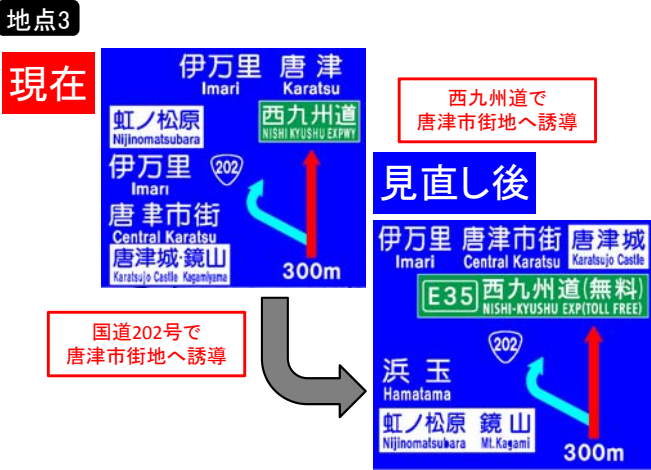 地点3
現在
伊万里 唐津
Imari Karatsu
西九州道
NISHI KYUSHU EXPWY
虹ノ松原
Nijinomatsubara
伊万里
Imari
202
唐津市街
Central Karatsu
唐津城・鏡山
Karatsujo Castle Kagamiyama
300m
西九州道で
唐津市街地へ誘導
見直し後
伊万里 唐津市街 唐津城
Imari Central Karatsu Karatsujo Castle
E35 西九州道(無料)
NISHI-KYUSHU EXP(TOLL FREE)
202
浜玉
Hamatama
虹ノ松原 鏡山
Nijinomatsubara Mt.Kagami
300m
国道202号で
唐津市街地へ誘導